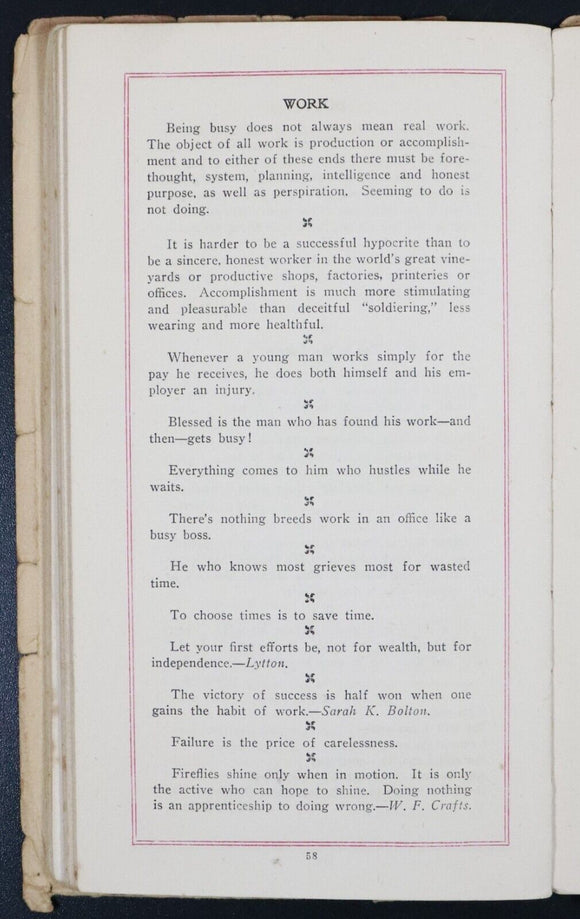 WORK
Being busy does not always mean real work.
The object of all work is production or accomplish-
ment and to either of these ends there must be fore-
thought, system, planning, intelligence and honest
purpose, as well as perspiration. Seeming to do is
not doing.
It is harder to be a successful hypocrite than to
be a sincere, honest worker in the world's great vine-
yards or productive shops, factories, printeries or
offices. Accomplishment is much more stimulating
and pleasurable than deceitful "soldiering," less
wearing and more healthful.
Whenever a young man works simply for the
pay he receives, he does both himself and his em-
ployer an injury.
Blessed is the man who has found his work—and
then—gets busy!
Everything comes to him who hustles while he
waits.
There's nothing breeds work in an office like a
busy boss.
He who knows most grieves most for wasted
time.
To choose times is to save time.
Let your first efforts be, not for wealth, but for
independence.—Lytton.
The victory of success is half won when one
gains the habit of work.—Sarah K. Bolton.
Failure is the price of carelessness.
Fireflies shine only when in motion. It is only
the active who can hope to shine. Doing nothing
is an apprenticeship to doing wrong.—W. F. Crafts.
58